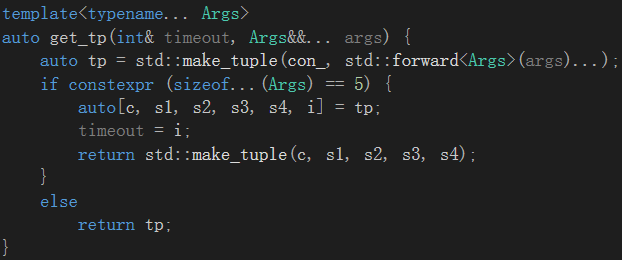 template<typename... Args>
auto get_tp(int& timeout, Args&&... args) {
    auto tp = std::make_tuple(con_, std::forward<Args>(args)...);
    if constexpr (sizeof...(Args) == 5) {
        auto[c, s1, s2, s3, s4, i] = tp;
        timeout = i;
        return std::make_tuple(c, s1, s2, s3, s4);
    }
    else
        return tp;
}